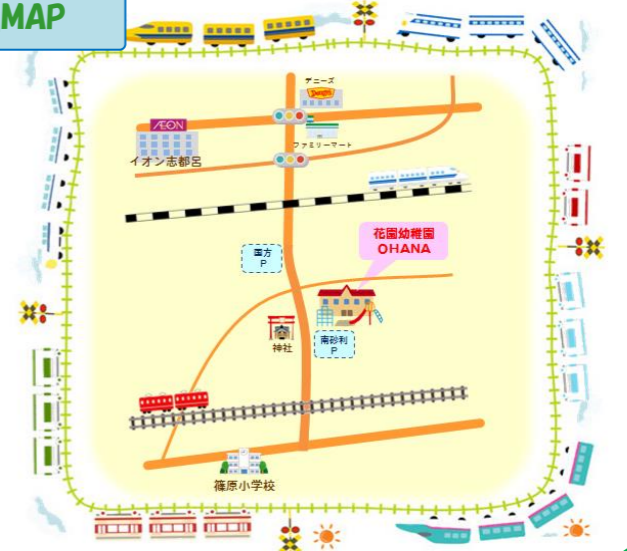 MAP
デニーズ
Denny's
ÆON
イオン志都呂
ファミリーマート
花園幼稚園
OHANA
国方
P
神社
南砂利
P
篠原小学校